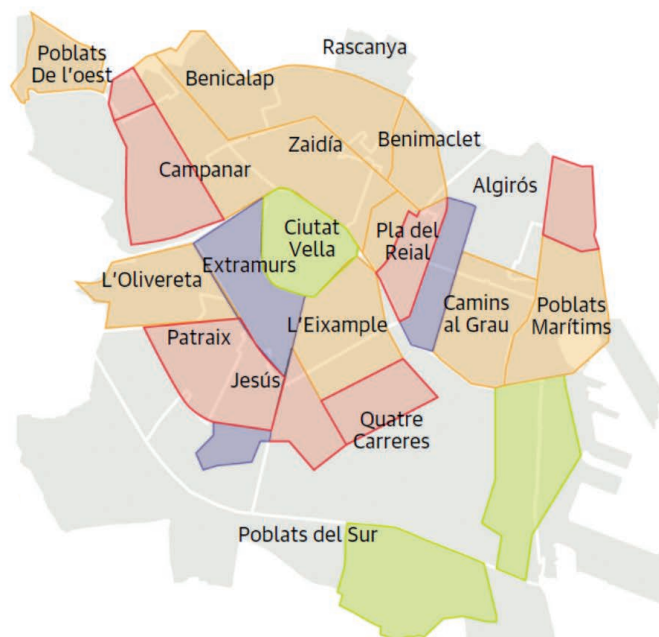 Rascanya
Poblats
De l'oest
Benicalap
Benimaclet
Zaidía
Campanar
Algirós
Ciutat
Vella
Pla del
Reial
Extramurs
L'Olivereta
L'Eixample
Camins
al Grau
Poblats
Marítims
Patraix
Jesús
Quatre
Carreres
Poblats del Sur